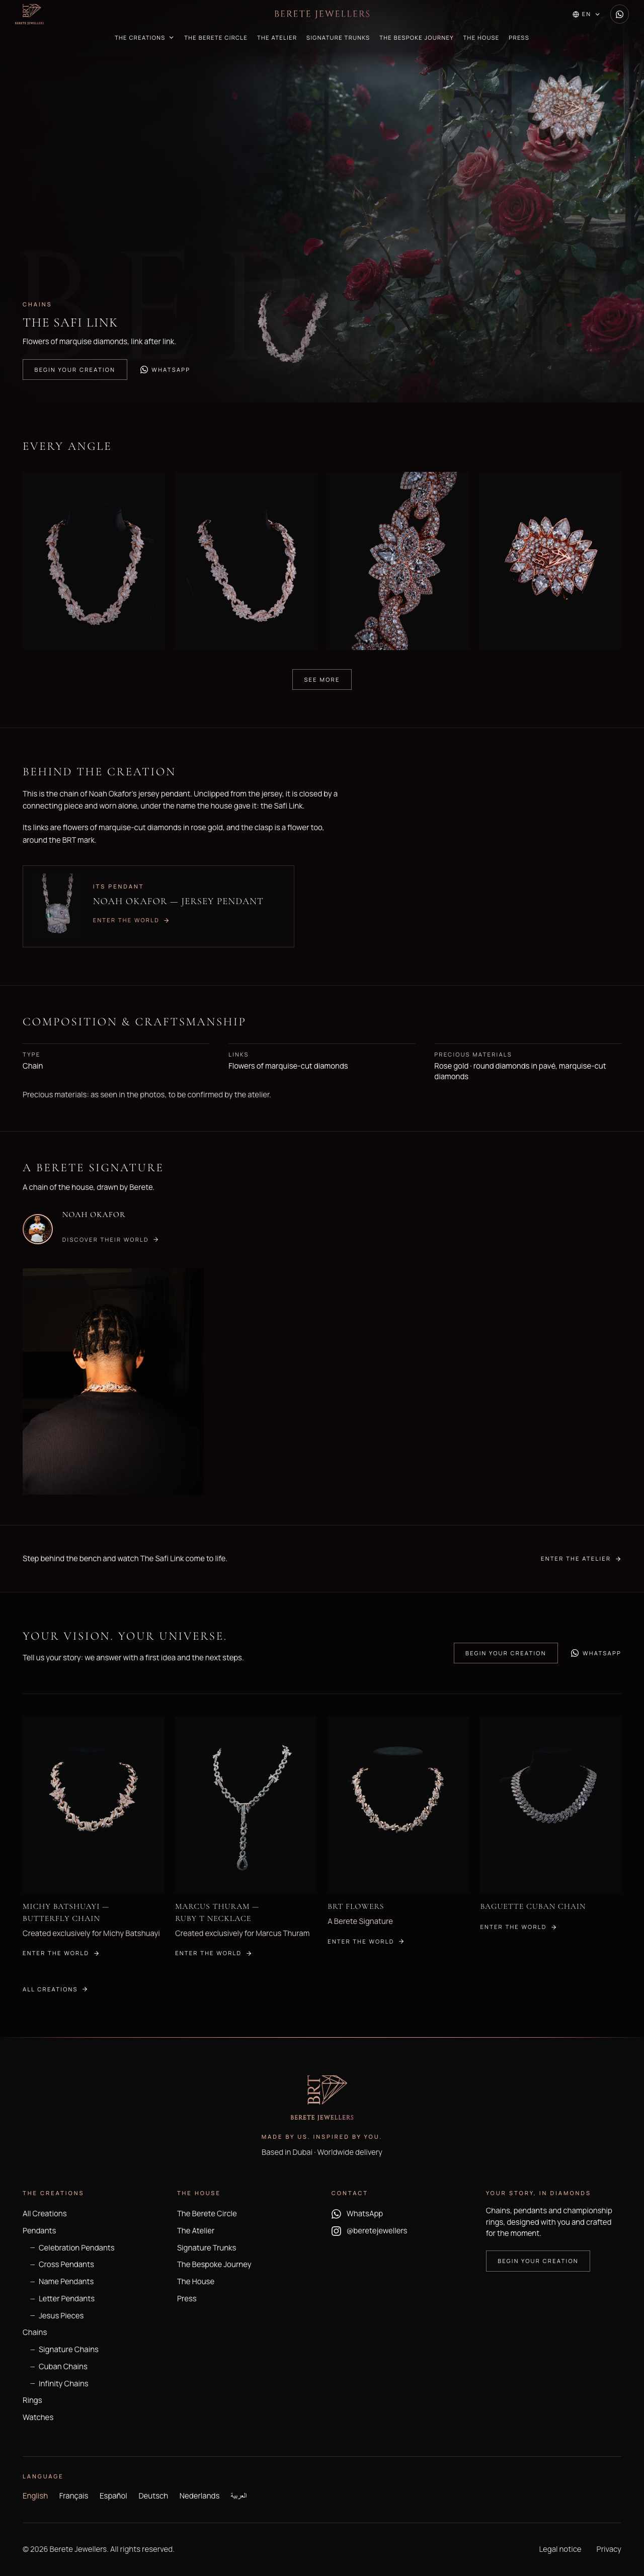 BRT
BERETE JEWELLERS
BERETE JEWELLERS
EN
THE CREATIONS
THE BERETE CIRCLE
THE ATELIER
SIGNATURE TRUNKS
THE BESPOKE JOURNEY
THE HOUSE
PRESS
CHAINS
THE SAFI LINK
Flowers of marquise diamonds, link after link.
BEGIN YOUR CREATION
WHATSAPP
EVERY ANGLE
SEE MORE
BEHIND THE CREATION
This is the chain of Noah Okafor's jersey pendant. Unclipped from the jersey, it is closed by a
connecting piece and worn alone, under the name the house gave it: the Safi Link.
Its links are flowers of marquise-cut diamonds in rose gold, and the clasp is a flower too,
around the BRT mark.
ITS PENDANT
NOAH OKAFOR — JERSEY PENDANT
ENTER THE WORLD →
COMPOSITION & CRAFTSMANSHIP
TYPE
Chain
LINKS
Flowers of marquise-cut diamonds
PRECIOUS MATERIALS
Rose gold · round diamonds in pavé, marquise-cut
diamonds
Precious materials: as seen in the photos, to be confirmed by the atelier.
A BERETE SIGNATURE
A chain of the house, drawn by Berete.
NOAH OKAFOR
DISCOVER THEIR WORLD →
Step behind the bench and watch The Safi Link come to life.
ENTER THE ATELIER →
YOUR VISION. YOUR UNIVERSE.
Tell us your story: we answer with a first idea and the next steps.
BEGIN YOUR CREATION
WHATSAPP
MICHY BATSHUAYI —
BUTTERFLY CHAIN
Created exclusively for Michy Batshuayi
ENTER THE WORLD →
MARCUS THURAM —
RUBY T NECKLACE
Created exclusively for Marcus Thuram
ENTER THE WORLD →
BRT FLOWERS
A Berete Signature
ENTER THE WORLD →
BAGUETTE CUBAN CHAIN
ENTER THE WORLD →
ALL CREATIONS →
BRT
BERETE JEWELLERS
MADE BY US. INSPIRED BY YOU.
Based in Dubai · Worldwide delivery
THE CREATIONS
All Creations
Pendants
— Celebration Pendants
— Cross Pendants
— Name Pendants
— Letter Pendants
— Jesus Pieces
Chains
— Signature Chains
— Cuban Chains
— Infinity Chains
Rings
Watches
THE HOUSE
The Berete Circle
The Atelier
Signature Trunks
The Bespoke Journey
The House
Press
CONTACT
WhatsApp
@beretejewellers
YOUR STORY, IN DIAMONDS
Chains, pendants and championship
rings, designed with you and crafted
for the moment.
BEGIN YOUR CREATION
LANGUAGE
English
Français
Español
Deutsch
Nederlands
العربية
© 2026 Berete Jewellers. All rights reserved.
Legal notice
Privacy